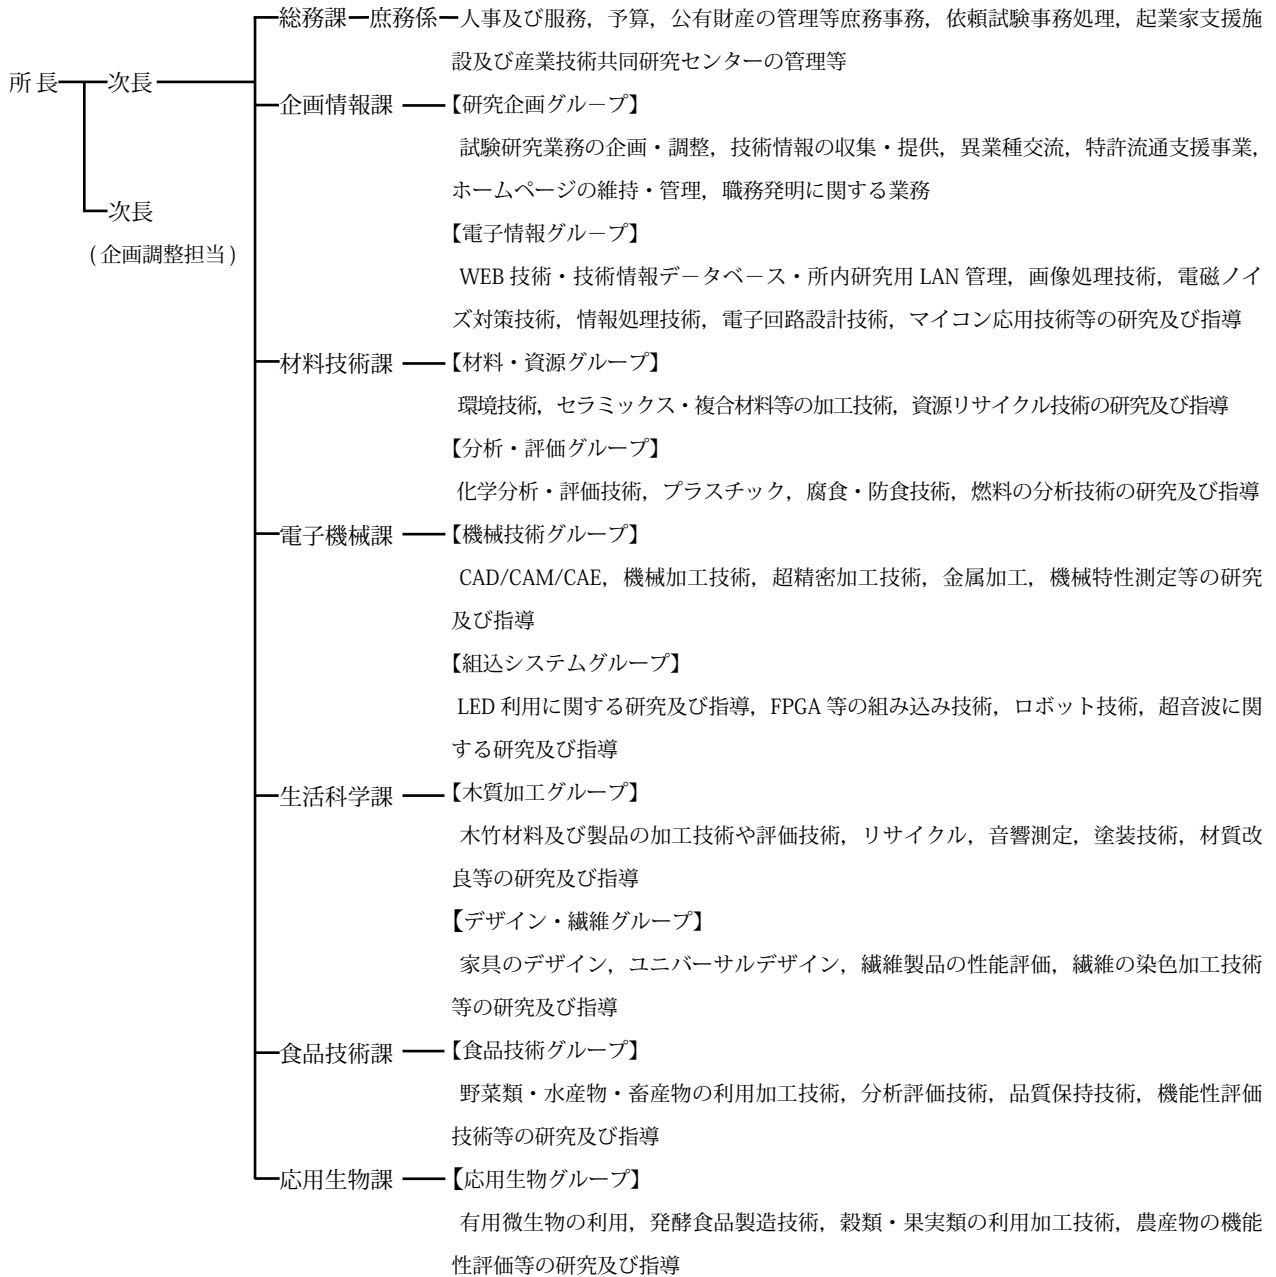 総務課 庶務係 人事及び服務，予算，公有財産の管理等庶務事務，依頼試験事務処理，起業家支援施
設及び産業技術共同研究センターの管理等
所 長 次長
企画情報課 【研究企画グループ】
試験研究業務の企画・調整，技術情報の収集・提供，異業種交流，特許流通支援事業，
ホームページの維持・管理，職務発明に関する業務
次長
( 企画調整担当 )
【電子情報グループ】
WEB 技術・技術情報データベース・所内研究用 LAN 管理，画像処理技術，電磁ノイ
ズ対策技術，情報処理技術，電子回路設計技術，マイコン応用技術等の研究及び指導
材料技術課 【材料・資源グループ】
環境技術，セラミックス・複合材料等の加工技術，資源リサイクル技術の研究及び指導
【分析・評価グループ】
化学分析・評価技術，プラスチック，腐食・防食技術，燃料の分析技術の研究及び指導
電子機械課 【機械技術グループ】
CAD/CAM/CAE，機械加工技術，超精密加工技術，金属加工，機械特性測定等の研究
及び指導
【組込システムグループ】
LED 利用に関する研究及び指導，FPGA 等の組み込み技術，ロボット技術，超音波に関
する研究及び指導
生活科学課 【木質加工グループ】
木竹材料及び製品の加工技術や評価技術，リサイクル，音響測定，塗装技術，材質改
良等の研究及び指導
【デザイン・繊維グループ】
家具のデザイン，ユニバーサルデザイン，繊維製品の性能評価，繊維の染色加工技術
等の研究及び指導
食品技術課 【食品技術グループ】
野菜類・水産物・畜産物の利用加工技術，分析評価技術，品質保持技術，機能性評価
技術等の研究及び指導
応用生物課 【応用生物グループ】
有用微生物の利用，発酵食品製造技術，穀類・果実類の利用加工技術，農産物の機能
性評価等の研究及び指導